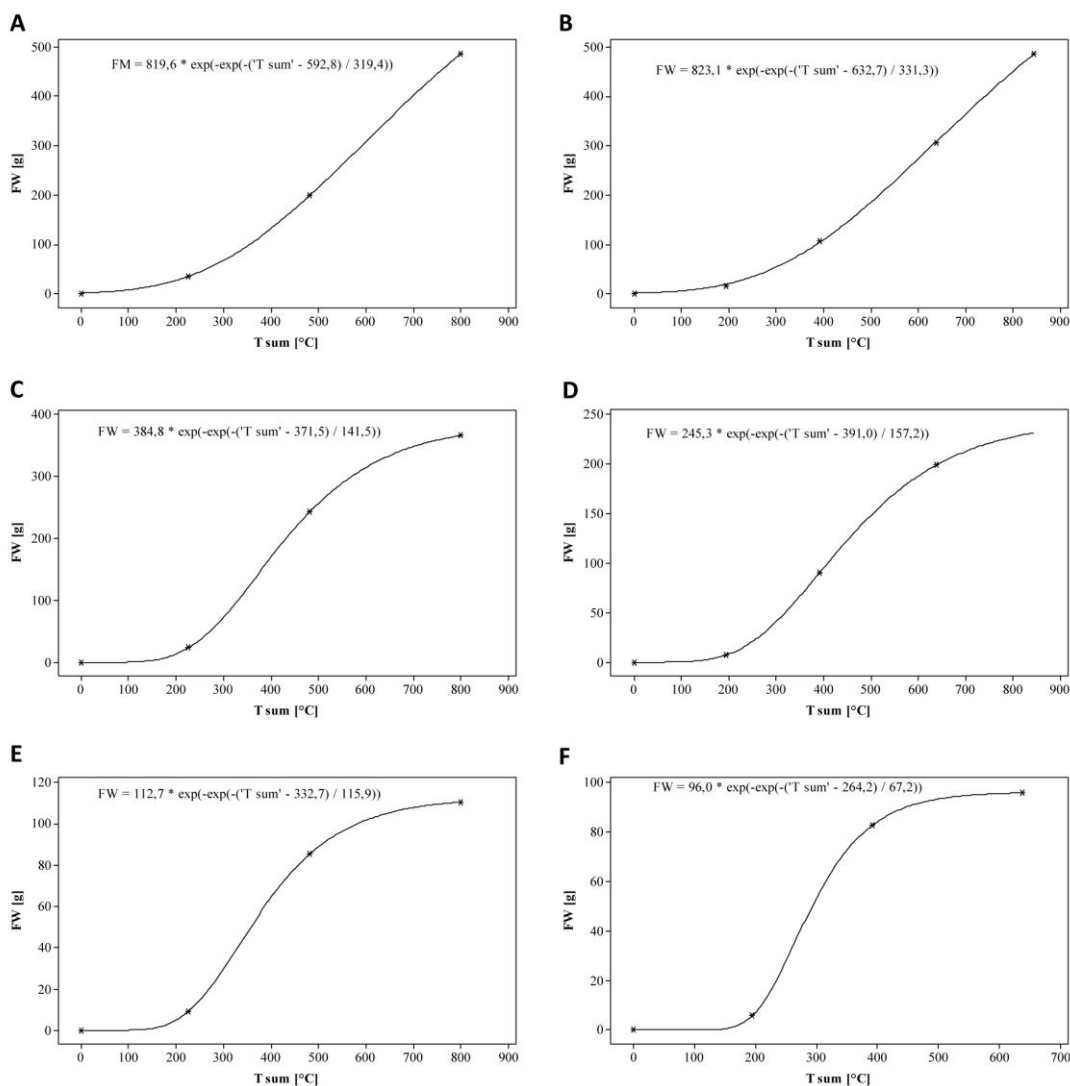 A
FM = 819,6 * exp(-exp(-('T sum' - 592,8) / 319,4))
500
400
300
200
100
0
FW [g]
0 100 200 300 400 500 600 700 800 900
T sum [°C]
B
FW = 823,1 * exp(-exp(-('T sum' - 632,7) / 331,3))
500
400
300
200
100
0
FW [g]
0 100 200 300 400 500 600 700 800 900
T sum [°C]
C
FW = 384,8 * exp(-exp(-('T sum' - 371,5) / 141,5))
400
300
200
100
0
FW [g]
0 100 200 300 400 500 600 700 800 900
T sum [°C]
D
FW = 245,3 * exp(-exp(-('T sum' - 391,0) / 157,2))
250
200
150
100
50
0
FW [g]
0 100 200 300 400 500 600 700 800 900
T sum [°C]
E
FW = 112,7 * exp(-exp(-('T sum' - 332,7) / 115,9))
120
100
80
60
40
20
0
FW [g]
0 100 200 300 400 500 600 700 800 900
T sum [°C]
F
FW = 96,0 * exp(-exp(-('T sum' - 264,2) / 67,2))
100
80
60
40
20
0
FW [g]
0 200 300 400 500 600 700
T sum [°C]